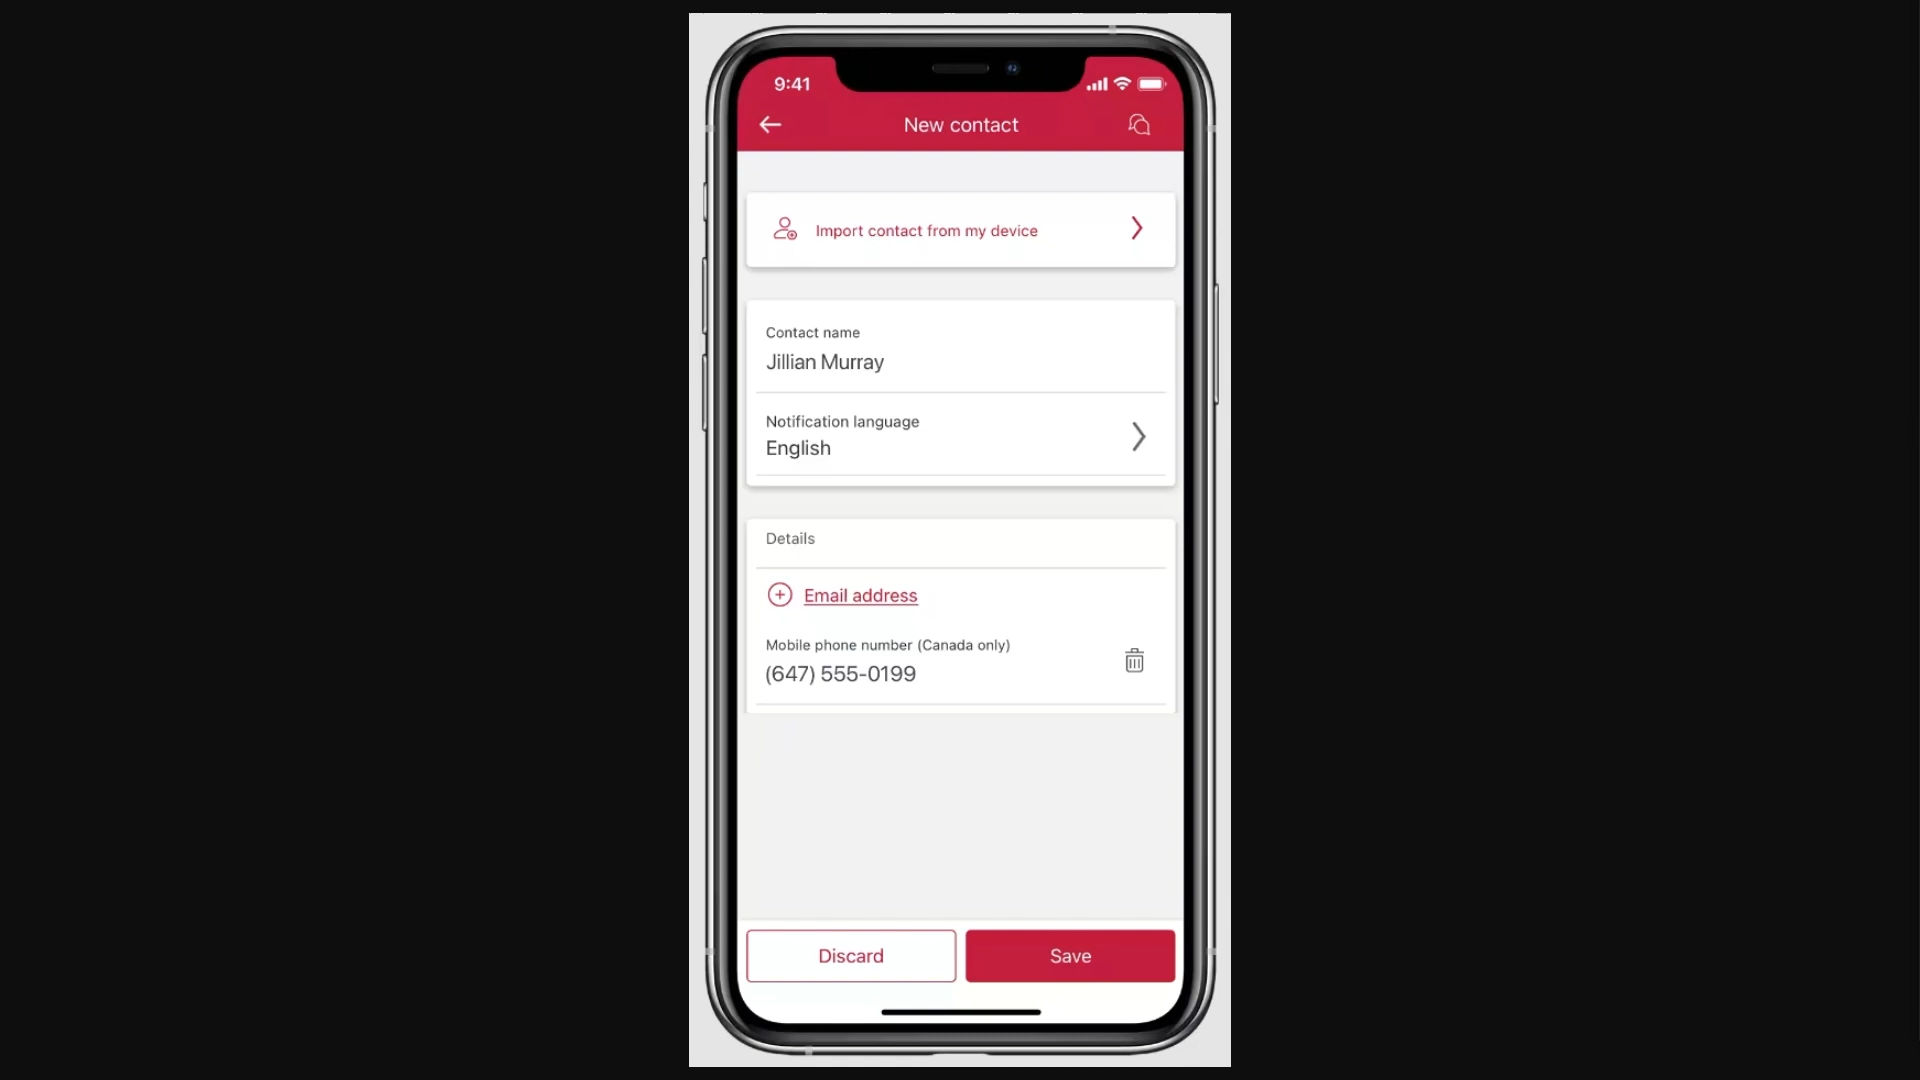 9:41
New contact
Import contact from my device
Contact name
Jillian Murray
Notification language
English
Details
Email address
Mobile phone number (Canada only)
(647) 555-0199
Discard
Save